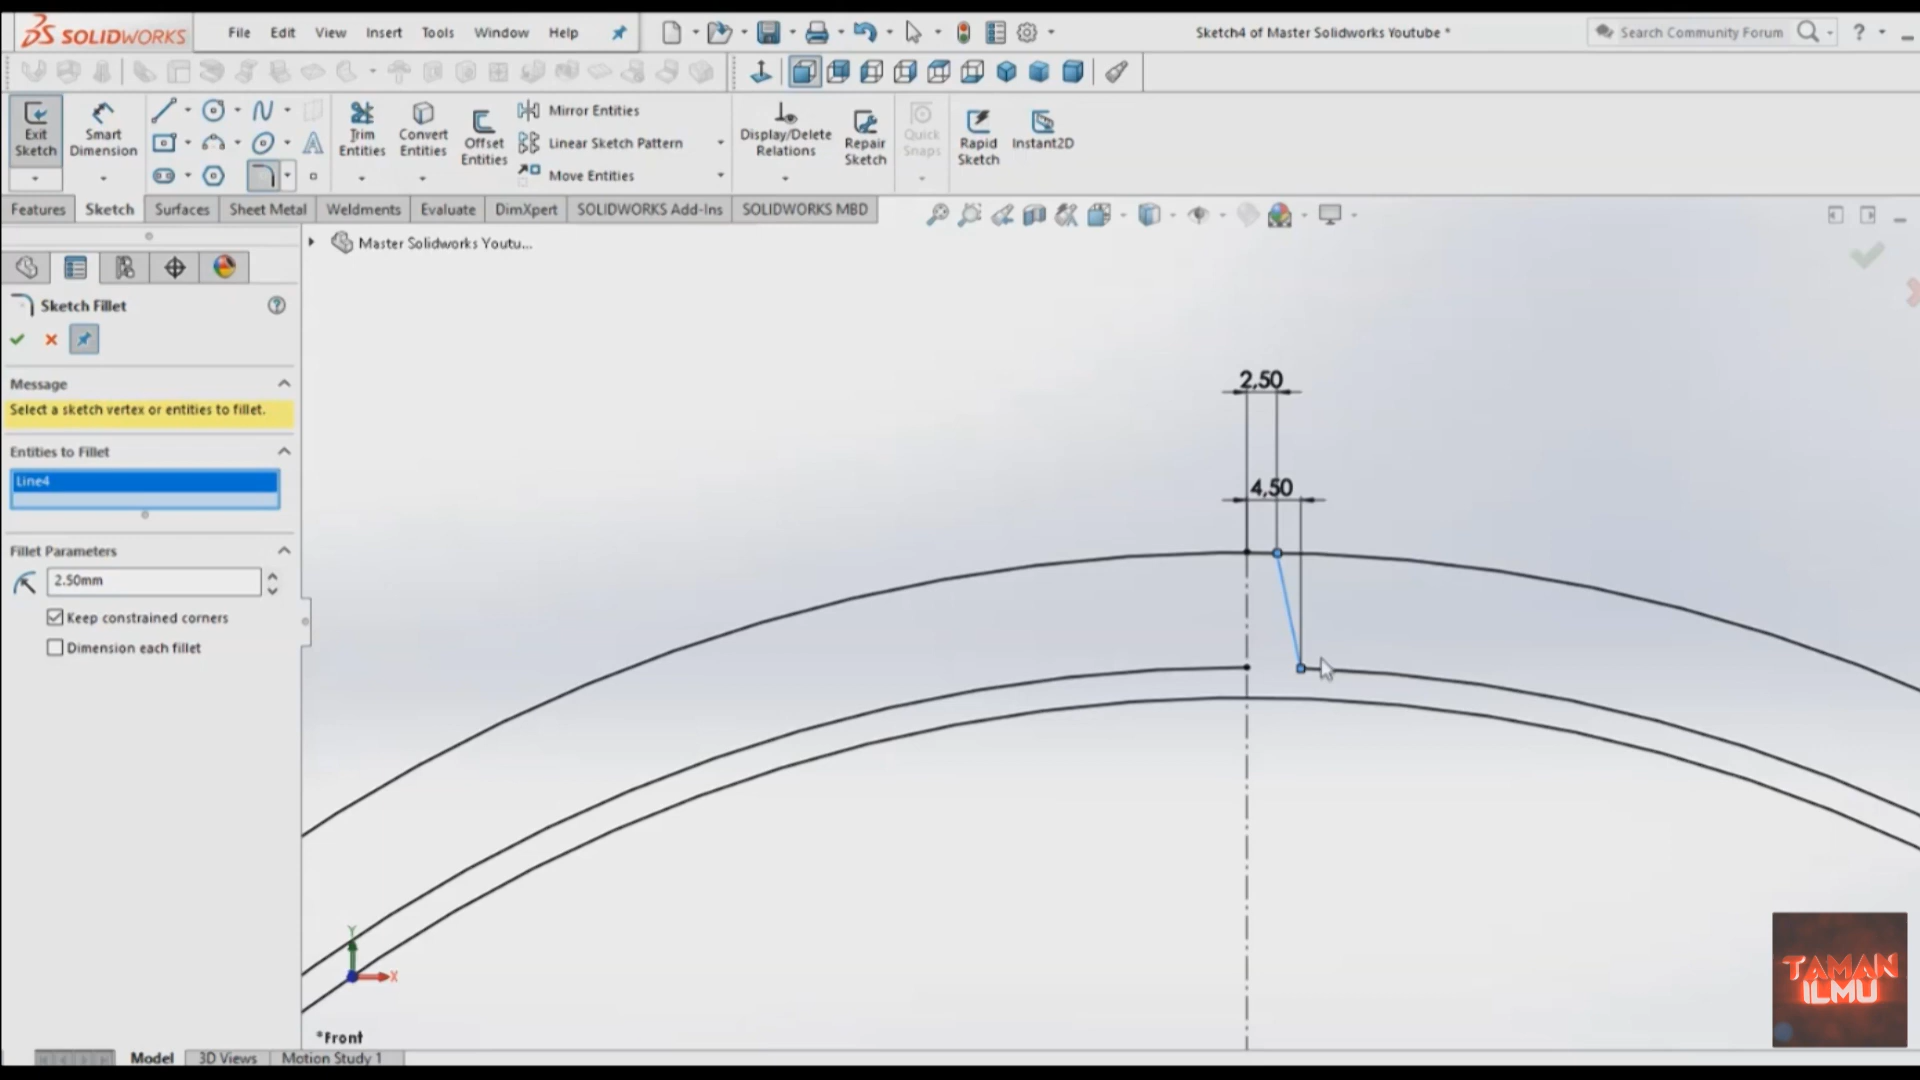 SOLIDWORKS File Edit View Insert Tools Window Help Sketch4 of Master Solidworks Youtube * Search Community Forum ?
Exit Sketch
Smart Dimension
Trim Entities
Convert Entities
Offset Entities
Mirror Entities
Linear Sketch Pattern
Move Entities
Display/Delete Relations
Repair Sketch
Quick Snaps
Rapid Sketch
Instant2D
Features Sketch Surfaces Sheet Metal Weldments Evaluate DimXpert SOLIDWORKS Add-Ins SOLIDWORKS MBD
Master Solidworks Youtu...
Sketch Fillet
Message
Select a sketch vertex or entities to fillet.
Entities to Fillet
Line4
Fillet Parameters
2.50mm
Keep constrained corners
Dimension each fillet
2,50
4,50
Y
X
*Front
TAMAN
ILMU
Model 3D Views Motion Study 1